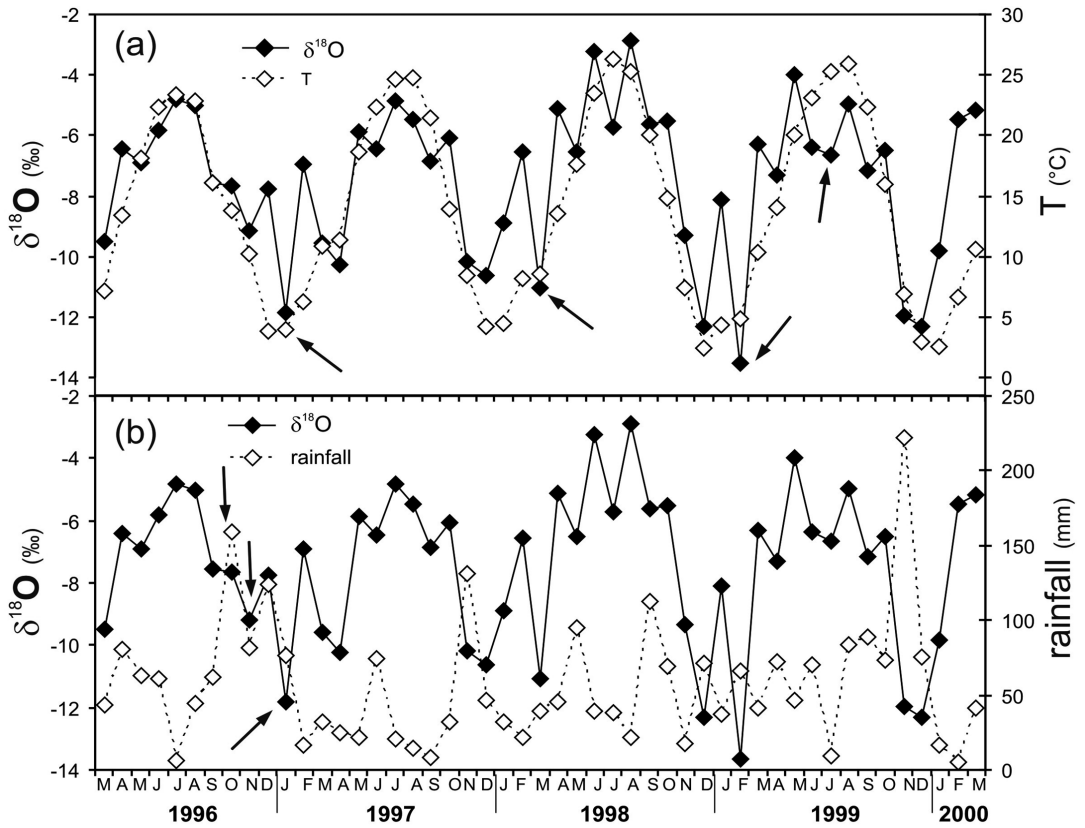 -2
30
(a)
δ¹⁸O
T
-4
25
-6
20
δ¹⁸O (‰)
-8
15
T (°C)
-10
10
-12
5
-14
0
-2
250
(b)
δ¹⁸O
rainfall
-4
200
-6
150
δ¹⁸O (‰)
-8
rainfall (mm)
-10
100
-12
50
-14
0
M A M J J A S O N D J F M A M J J A S O N D J F M A M J J A S O N D J F M A M J J A S O N D J F M
1996 1997 1998 1999 2000